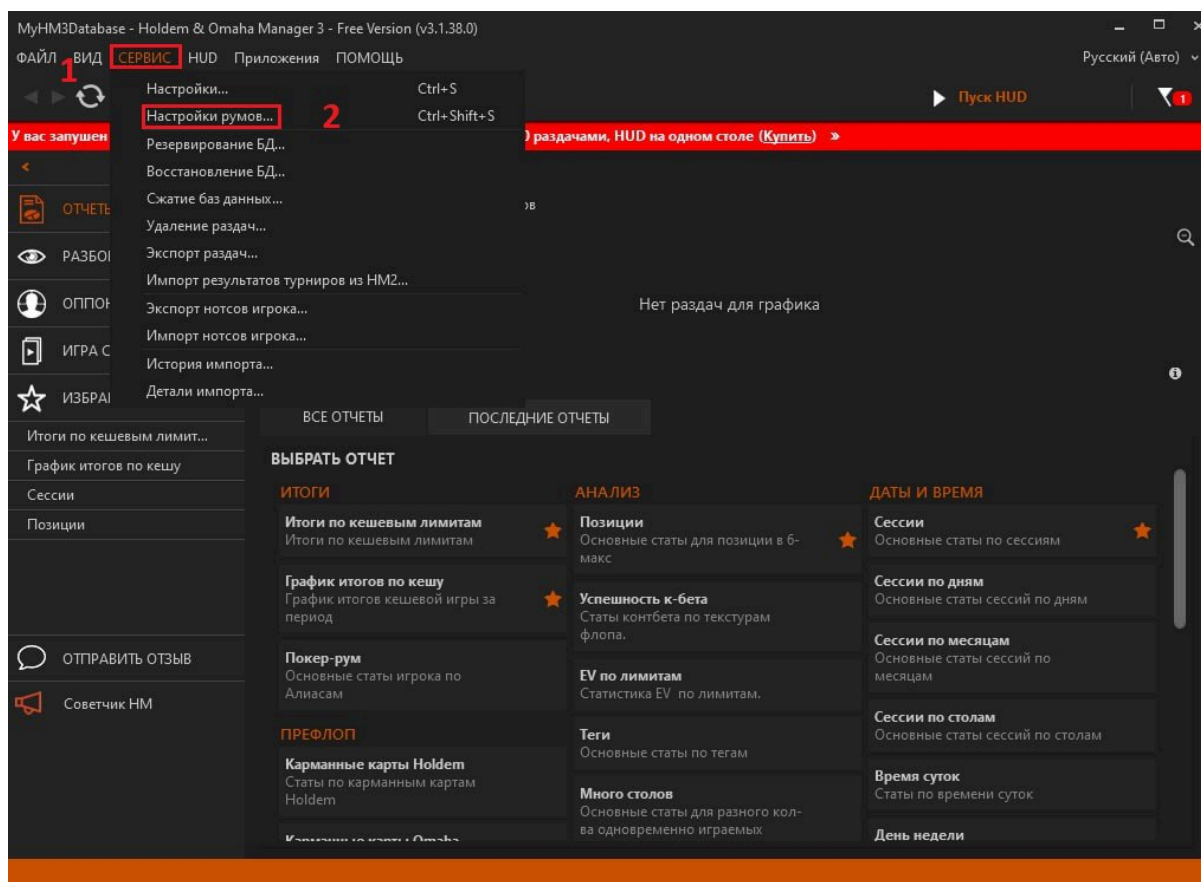 MyHM3Database - Holdem & Omaha Manager 3 - Free Version (v3.1.38.0)
ФАЙЛ ВИД СЕРВИС HUD Приложения ПОМОЩЬ Русский (Авто)
1
Настройки... Ctrl+S
Пуск HUD
1
Настройки румов... 2 Ctrl+Shift+S
У вас запушен раздачами, HUD на одном столе (Купить) »
Резервирование БД...
Восстановление БД...
Сжатие баз данных...
ОТЧЕТЫ
Удаление раздач...
Экспорт раздач...
Импорт результатов турниров из HM2...
Нет раздач для графика
Экспорт нотсов игрока...
Импорт нотсов игрока...
ИГРА С
История импорта...
Детали импорта...
ВСЕ ОТЧЕТЫ ПОСЛЕДНИЕ ОТЧЕТЫ
Итоги по кешевым лимит...
График итогов по кешу
Сессии
Позиции
ОТПРАВИТЬ ОТЗЫВ
Советчик НМ
ВЫБРАТЬ ОТЧЕТ
ИТОГИ
Итоги по кешевым лимитам
Итоги по кешевым лимитам
График итогов по кешу
График итогов кешевой игры за
период
Покер-рум
Основные статы игрока по
Алиасам
ПРЕФЛОП
Карманные карты Holdem
Статы по карманным картам
Holdem
Карманные карты Omaha
АНАЛИЗ
Позиции
Основные статы для позиции в 6-
макс
Успешность к-бета
Статы контбета по текстурам
флопа.
EV по лимитам
Статистика EV по лимитам.
Теги
Основные статы по тегам
Много столов
Основные статы для разного кол-
ва одновременно играемых
ДАТЫ И ВРЕМЯ
Сессии
Основные статы по сессиям
Сессии по дням
Основные статы сессий по дням
Сессии по месяцам
Основные статы сессий по
месяцам
Сессии по столам
Основные статы сессий по столам
Время суток
Статы по времени суток
День недели